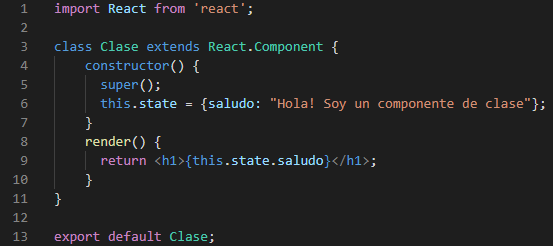 1 import React from 'react';
2
3 class Clase extends React.Component {
4 constructor() {
5 super();
6 this.state = {saludo: "Hola! Soy un componente de clase"};
7 }
8 render() {
9 return <h1>{this.state.saludo}</h1>;
10 }
11 }
12
13 export default Clase;